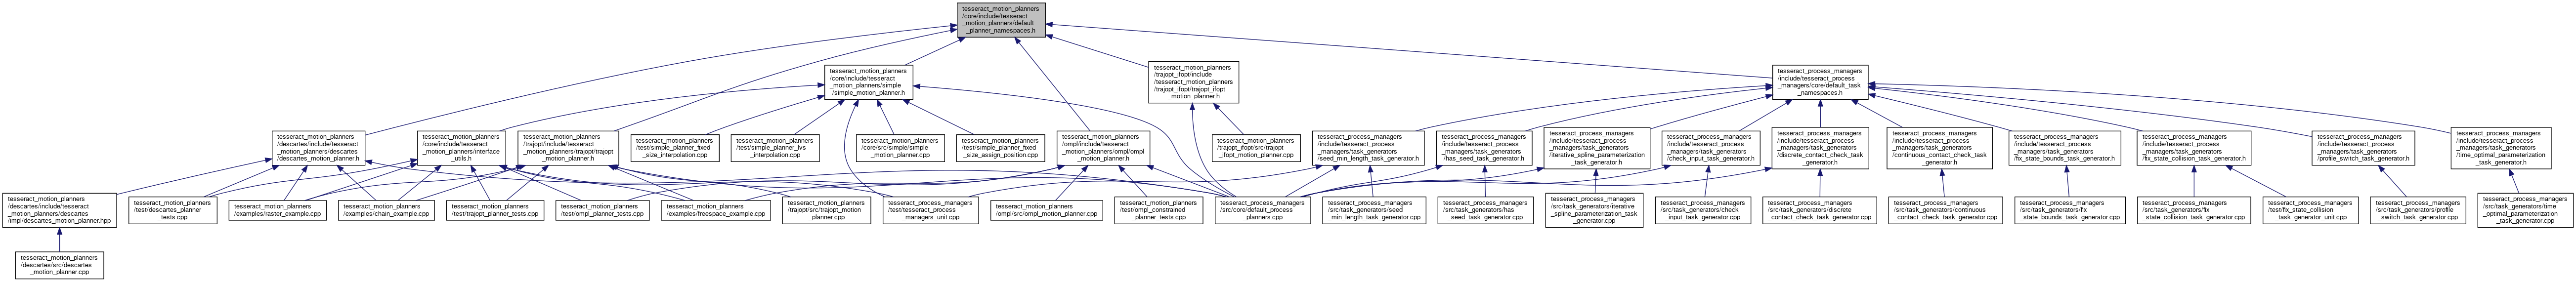 tesseract_motion_planners
/core/include/tesseract
_motion_planners/default
_planner_namespaces.h
tesseract_motion_planners
/core/include/tesseract
_motion_planners/simple
/simple_motion_planner.h
tesseract_motion_planners
/trajopt_ifopt/include
/tesseract_motion_planners
/trajopt_ifopt/trajopt_ifopt
_motion_planner.h
tesseract_process_managers
/include/tesseract_process
_managers/core/default_task
_namespaces.h
tesseract_motion_planners
/descartes/include/tesseract
_motion_planners/descartes
/descartes_motion_planner.h
tesseract_motion_planners
/core/include/tesseract
_motion_planners/interface
_utils.h
tesseract_motion_planners
/trajopt/include/tesseract
_motion_planners/trajopt/trajopt
_motion_planner.h
tesseract_motion_planners
/test/simple_planner_fixed
_size_interpolation.cpp
tesseract_motion_planners
/test/simple_planner_lvs
_interpolation.cpp
tesseract_motion_planners
/core/src/simple/simple
_motion_planner.cpp
tesseract_motion_planners
/test/simple_planner_fixed
_size_assign_position.cpp
tesseract_motion_planners
/ompl/include/tesseract
_motion_planners/ompl/ompl
_motion_planner.h
tesseract_motion_planners
/trajopt_ifopt/src/trajopt
_ifopt_motion_planner.cpp
tesseract_process_managers
/include/tesseract_process
_managers/task_generators
/seed_min_length_task_generator.h
tesseract_process_managers
/include/tesseract_process
_managers/task_generators
/has_seed_task_generator.h
tesseract_process_managers
/include/tesseract_process
_managers/task_generators
/iterative_spline_parameterization
_task_generator.h
tesseract_process_managers
/include/tesseract_process
_managers/task_generators
/check_input_task_generator.h
tesseract_process_managers
/include/tesseract_process
_managers/task_generators
/discrete_contact_check_task
_generator.h
tesseract_process_managers
/include/tesseract_process
_managers/task_generators
/continuous_contact_check_task
_generator.h
tesseract_process_managers
/include/tesseract_process
_managers/task_generators
/fix_state_bounds_task_generator.h
tesseract_process_managers
/include/tesseract_process
_managers/task_generators
/fix_state_collision_task_generator.h
tesseract_process_managers
/include/tesseract_process
_managers/task_generators
/profile_switch_task_generator.h
tesseract_process_managers
/include/tesseract_process
_managers/task_generators
/time_optimal_parameterization
_task_generator.h
tesseract_motion_planners
/descartes/include/tesseract
_motion_planners/descartes
/impl/descartes_motion_planner.hpp
tesseract_motion_planners
/test/descartes_planner
_tests.cpp
tesseract_motion_planners
/examples/raster_example.cpp
tesseract_motion_planners
/examples/chain_example.cpp
tesseract_motion_planners
/test/trajopt_planner_tests.cpp
tesseract_motion_planners
/test/ompl_planner_tests.cpp
tesseract_motion_planners
/examples/freespace_example.cpp
tesseract_motion_planners
/trajopt/src/trajopt_motion
_planner.cpp
tesseract_process_managers
/test/tesseract_process
_managers_unit.cpp
tesseract_motion_planners
/ompl/src/ompl_motion_planner.cpp
tesseract_motion_planners
/test/ompl_constrained
_planner_tests.cpp
tesseract_process_managers
/src/core/default_process
_planners.cpp
tesseract_process_managers
/src/task_generators/seed
_min_length_task_generator.cpp
tesseract_process_managers
/src/task_generators/has
_seed_task_generator.cpp
tesseract_process_managers
/src/task_generators/iterative
_spline_parameterization_task
_generator.cpp
tesseract_process_managers
/src/task_generators/check
_input_task_generator.cpp
tesseract_process_managers
/src/task_generators/discrete
_contact_check_task_generator.cpp
tesseract_process_managers
/src/task_generators/continuous
_contact_check_task_generator.cpp
tesseract_process_managers
/src/task_generators/fix
_state_bounds_task_generator.cpp
tesseract_process_managers
/src/task_generators/fix
_state_collision_task_generator.cpp
tesseract_process_managers
/test/fix_state_collision
_task_generator_unit.cpp
tesseract_process_managers
/src/task_generators/profile
_switch_task_generator.cpp
tesseract_process_managers
/src/task_generators/time
_optimal_parameterization
_task_generator.cpp
tesseract_motion_planners
/descartes/src/descartes
_motion_planner.cpp